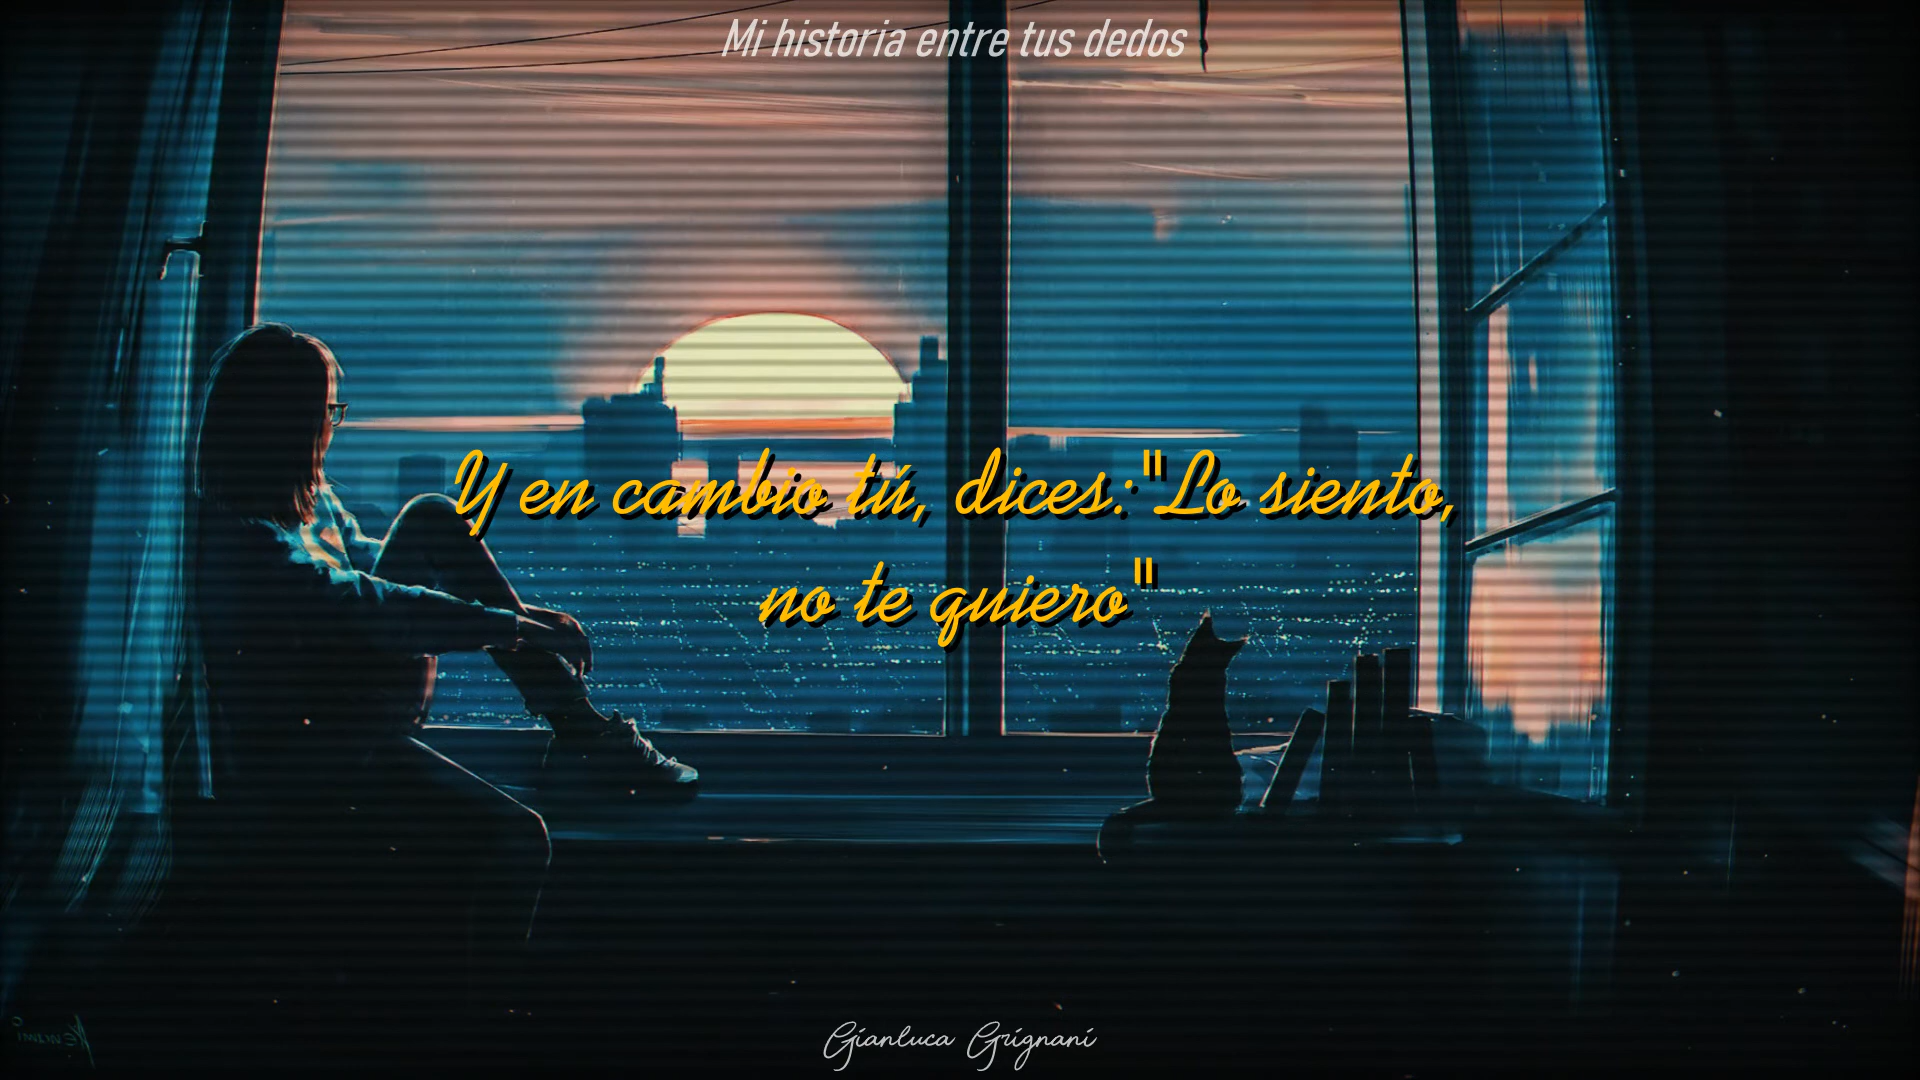 Mi historia entre tus dedos
Y en cambio tú, dices:"Lo siento,
no te quiero"
Gianluca Grignani